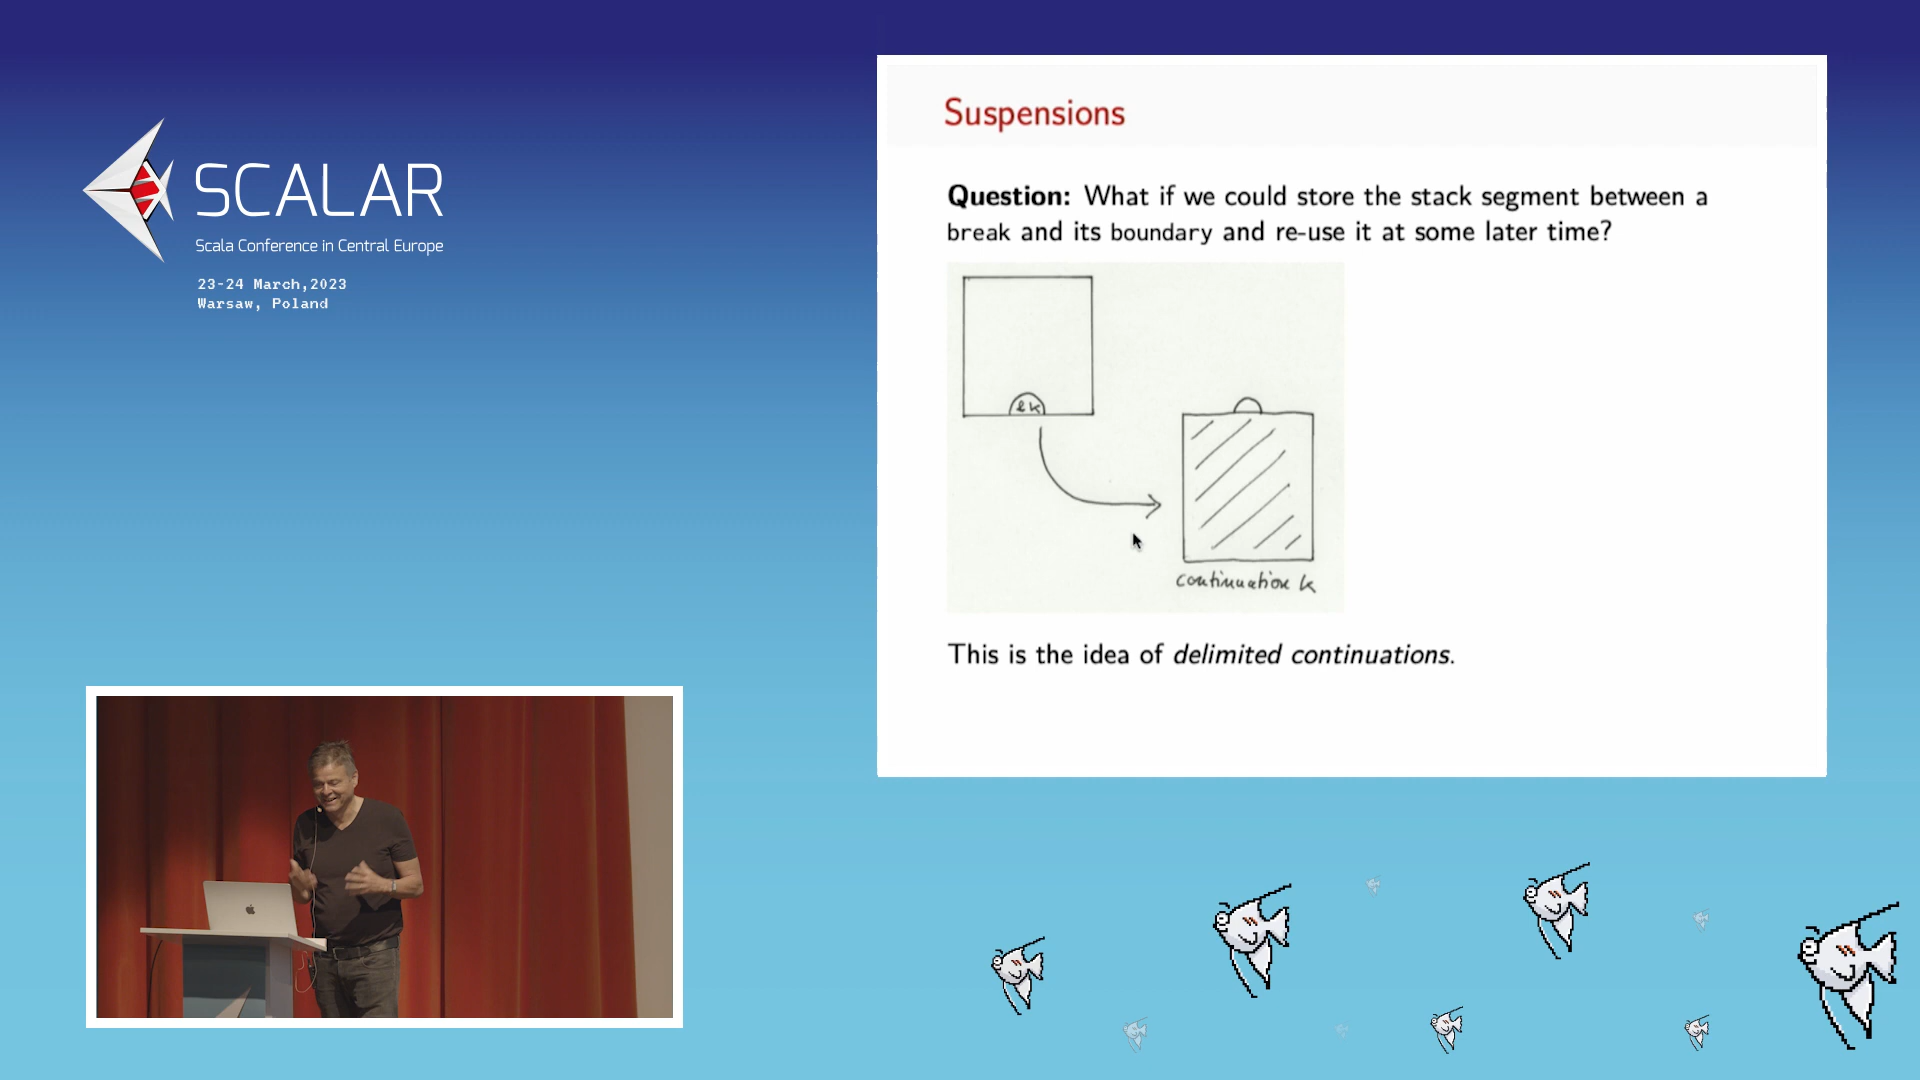 SCALAR
Scala Conference in Central Europe
23-24 March,2023
Warsaw, Poland
Suspensions
Question: What if we could store the stack segment between a
break and its boundary and re-use it at some later time?
continuation k
This is the idea of delimited continuations.